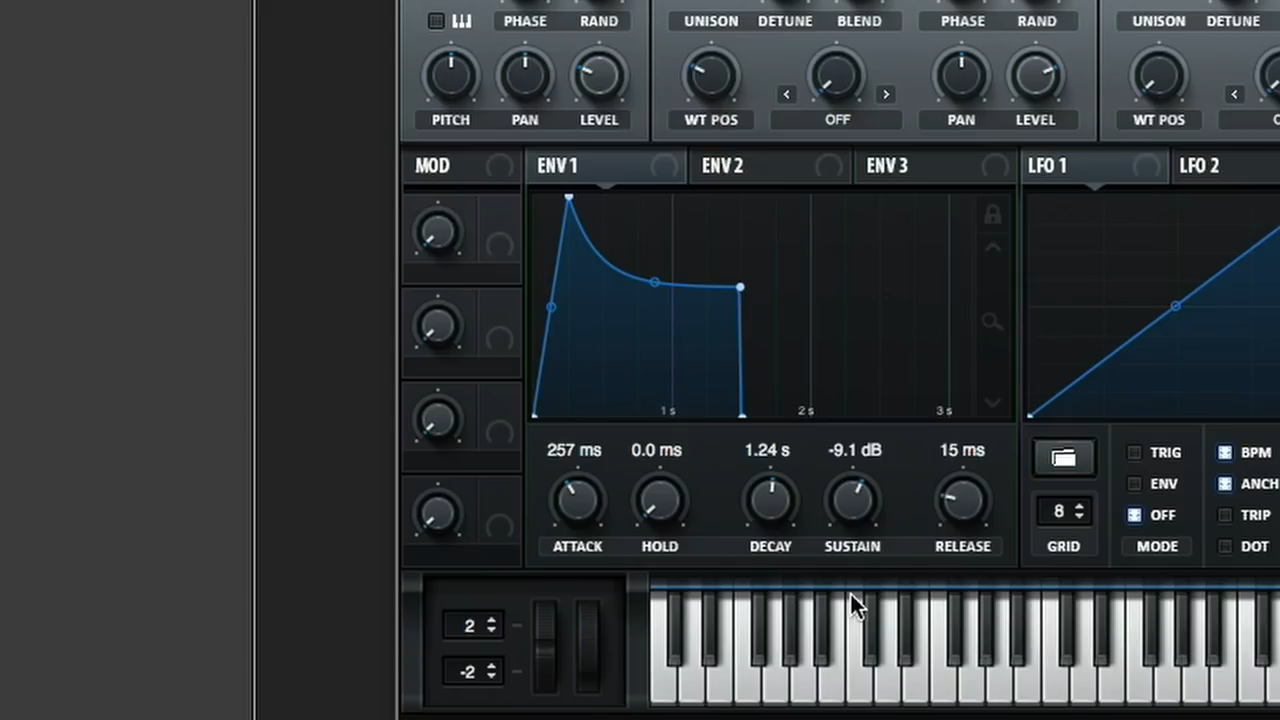 PHASE RAND UNISON DETUNE BLEND PHASE RAND UNISON DETUNE
PITCH PAN LEVEL WT POS OFF PAN LEVEL WT POS
MOD ENV 1 ENV 2 ENV 3 LFO 1 LFO 2
1 s 2 s 3 s
257 ms 0.0 ms 1.24 s -9.1 dB 15 ms TRIG BPM
ENV ANCH
8 OFF TRIP
ATTACK HOLD DECAY SUSTAIN RELEASE GRID MODE DOT
2
-2